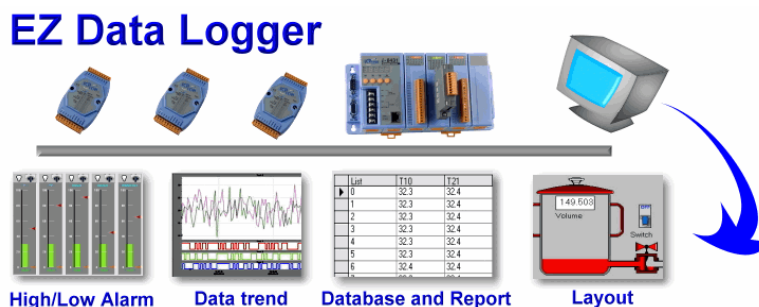 EZ Data Logger
List T10 T21
0 32.3 32.4
1 32.3 32.4
2 32.3 32.4
3 32.3 32.4
4 32.3 32.4
5 32.3 32.4
6 32.4 32.4
149.503
Volume
OFF
Switch
High/Low Alarm
Data trend
Database and Report
Layout